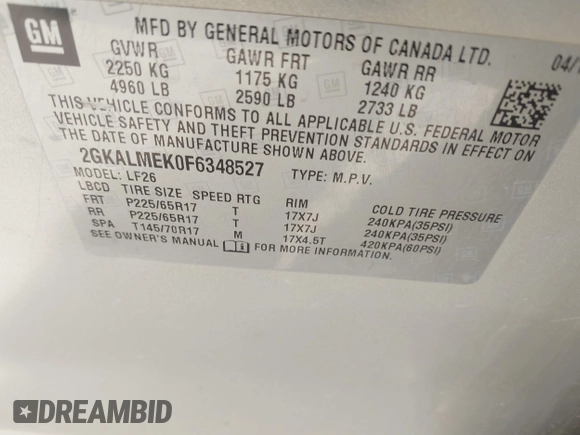 GM
MFD BY GENERAL MOTORS OF CANADA LTD.
04/
GVWR GAWR FRT GAWR RR
2250 KG 1175 KG 1240 KG
4960 LB 2590 LB 2733 LB
THIS VEHICLE CONFORMS TO ALL APPLICABLE U.S. FEDERAL MOTOR
VEHICLE SAFETY AND THEFT PREVENTION STANDARDS IN EFFECT ON
THE DATE OF MANUFACTURE SHOWN ABOVE.
2GKALMEK0F6348527 TYPE: M.P.V.
MODEL: LF26
LBCD TIRE SIZE SPEED RTG RIM COLD TIRE PRESSURE
FRT P225/65R17 T 17X7J 240KPA(35PSI)
RR P225/65R17 T 17X7J 240KPA(35PSI)
SPA T145/70R17 M 17X4.5T 420KPA(60PSI)
SEE OWNER'S MANUAL FOR MORE INFORMATION.
DREAMBID